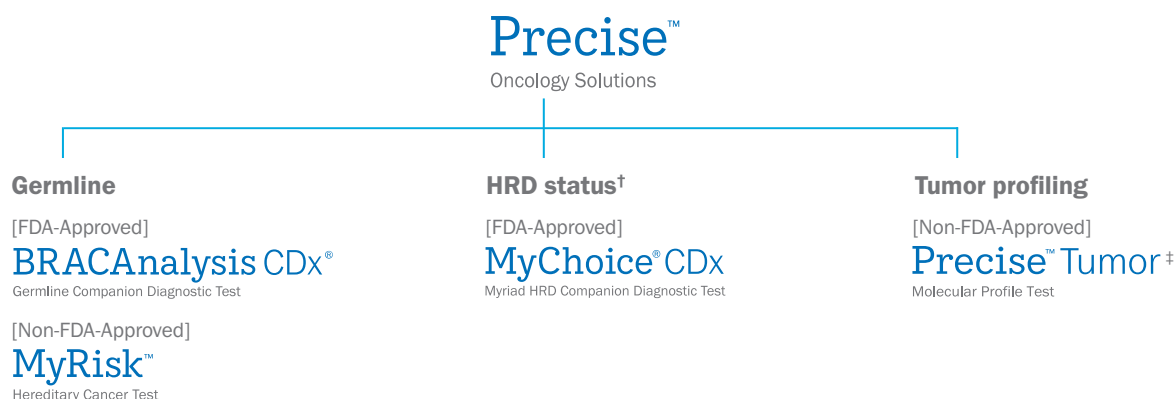 Precise™
Oncology Solutions
Germline
[FDA-Approved]
BRACAnalysis CDx®
Germline Companion Diagnostic Test
[Non-FDA-Approved]
MyRisk™
Hereditary Cancer Test
HRD status†
[FDA-Approved]
MyChoice® CDx
Myriad HRD Companion Diagnostic Test
Tumor profiling
[Non-FDA-Approved]
Precise™ Tumor‡
Molecular Profile Test